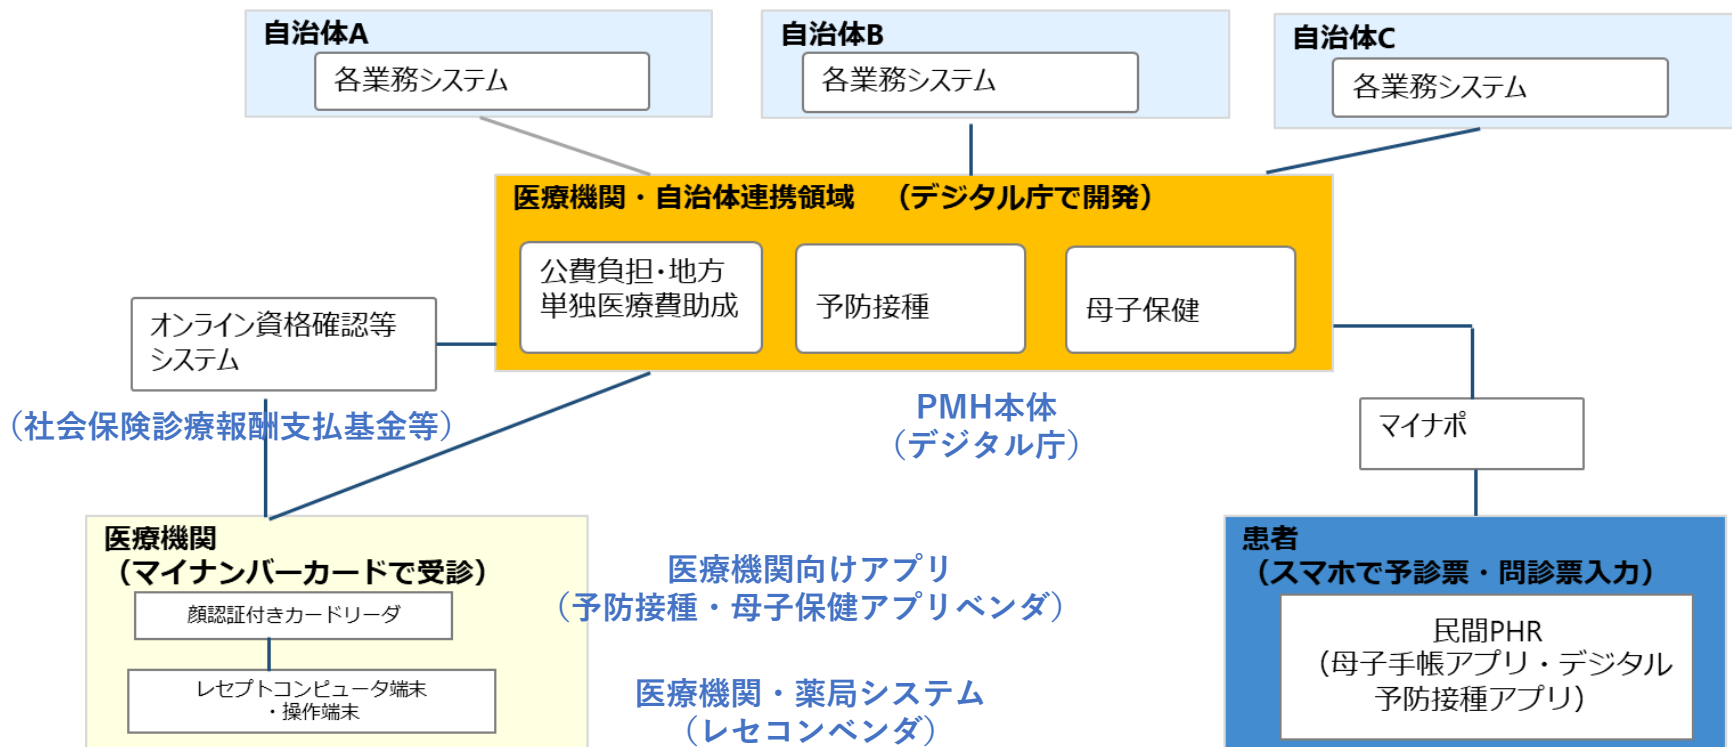 自治体A
各業務システム
自治体B
各業務システム
自治体C
各業務システム
医療機関・自治体連携領域　（デジタル庁で開発）
公費負担・地方
単独医療費助成
予防接種
母子保健
オンライン資格確認等
システム
（社会保険診療報酬支払基金等）
PMH本体
（デジタル庁）
マイナポ
医療機関
（マイナンバーカードで受診）
顔認証付きカードリーダ
レセプトコンピュータ端末
・操作端末
医療機関向けアプリ
（予防接種・母子保健アプリベンダ）
医療機関・薬局システム
（レセコンベンダ）
患者
（スマホで予診票・問診票入力）
民間PHR
（母子手帳アプリ・デジタル
予防接種アプリ）